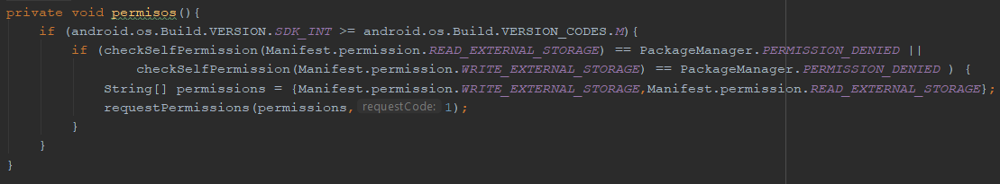 private void permisos(){
if (android.os.Build.VERSION.SDK_INT >= android.os.Build.VERSION_CODES.M){
if (checkSelfPermission(Manifest.permission.READ_EXTERNAL_STORAGE) == PackageManager.PERMISSION_DENIED ||
checkSelfPermission(Manifest.permission.WRITE_EXTERNAL_STORAGE) == PackageManager.PERMISSION_DENIED ) {
String[] permissions = {Manifest.permission.WRITE_EXTERNAL_STORAGE,Manifest.permission.READ_EXTERNAL_STORAGE};
requestPermissions(permissions, requestCode: 1);
}
}
}